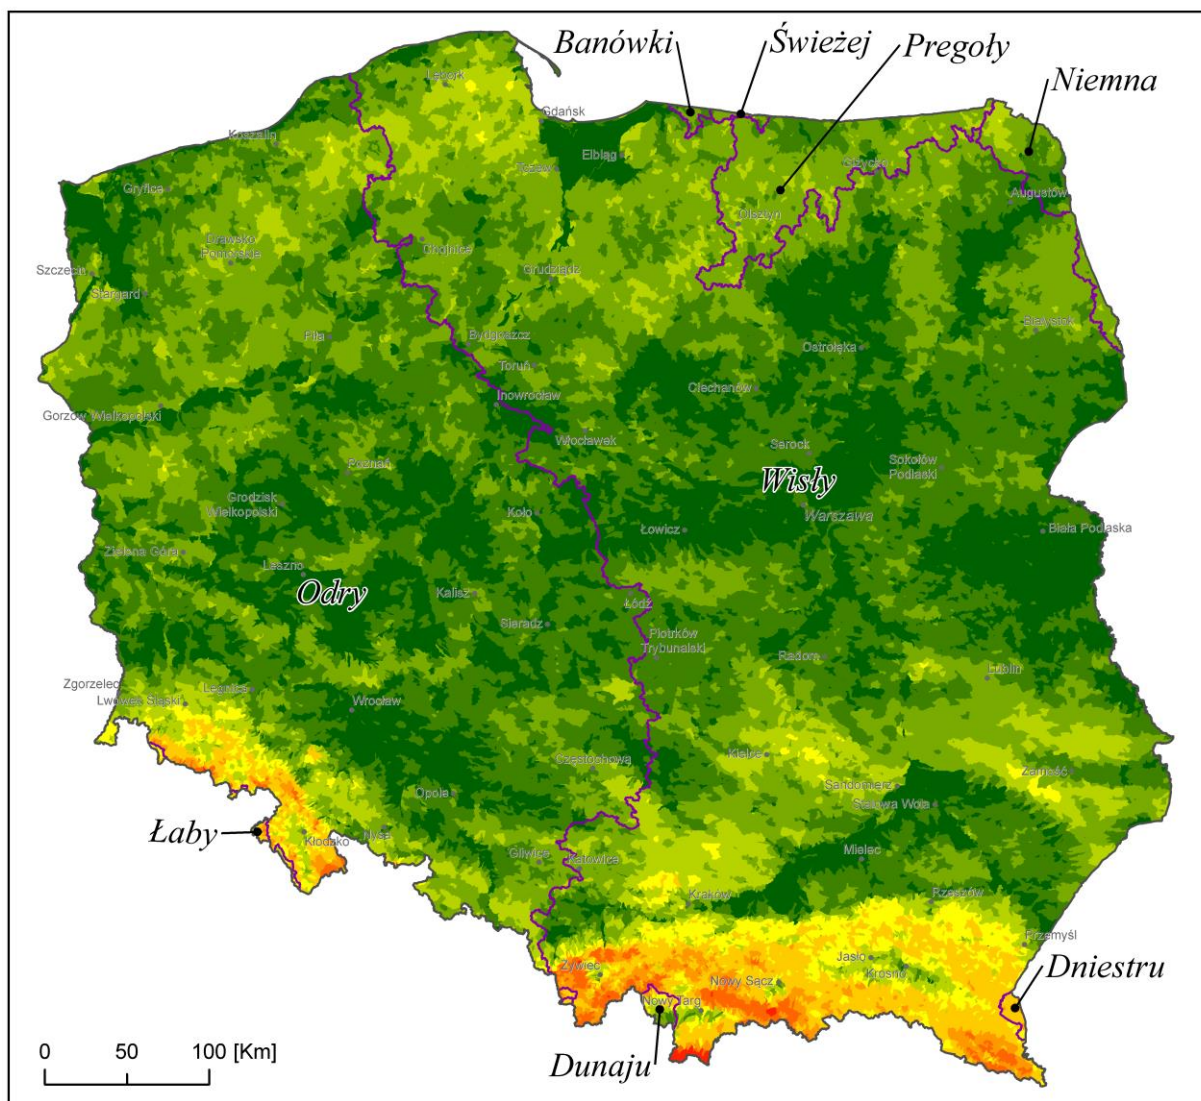 Banówki
Świeżej
Pregoły
Niemna
Lębork
Gdańsk
Koszalin
Elbląg
Tczew
Giżycko
Gryfice
Augustów
Olsztyn
Drawsko
Pomorskie
Chojnice
Szczecin
Grudziądz
Stargard
Białystok
Piła
Bydgoszcz
Ostrołęka
Toruń
Ciechanów
Inowrocław
Gorzów Wielkopolski
Włocławek
Serock
Sokołów
Podlaski
Poznań
Wisły
Grodzisk
Wielkopolski
Koło
Warszawa
Łowicz
Biała Podlaska
Zielona Góra
Leszno
Odry
Kalisz
Łódź
Sieradz
Piotrków
Trybunalski
Radom
Lublin
Zgorzelec
Legnica
Lwówek Śląski
Wrocław
Częstochowa
Kielce
Zamość
Sandomierz
Opole
Stalowa Wola
Łaby
Kłodzko
Nysa
Gliwice
Katowice
Mielec
Kraków
Rzeszów
Przemyśl
Jasło
Krosno
Dniestru
Żywiec
Nowy Sącz
Nowy Targ
Dunaju
0 50 100 [Km]